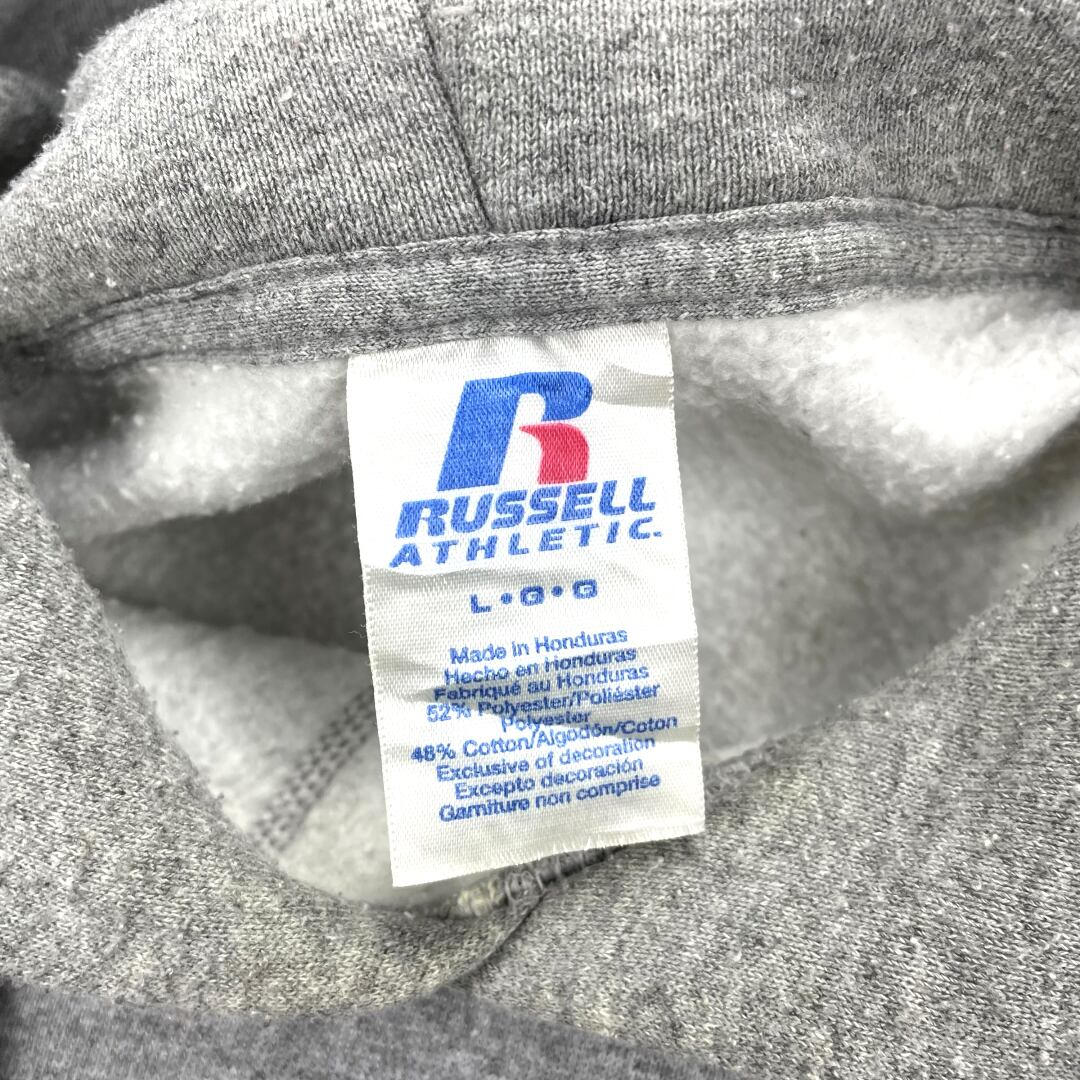 R
RUSSELL
ATHLETIC.
L•G•G
Made in Honduras
Hecho en Honduras
Fabriqué au Honduras
52% Polyester/Poliéster
Polyester
48% Cotton/Algodón/Coton
Exclusive of decoration
Excepto decoración
Garniture non comprise